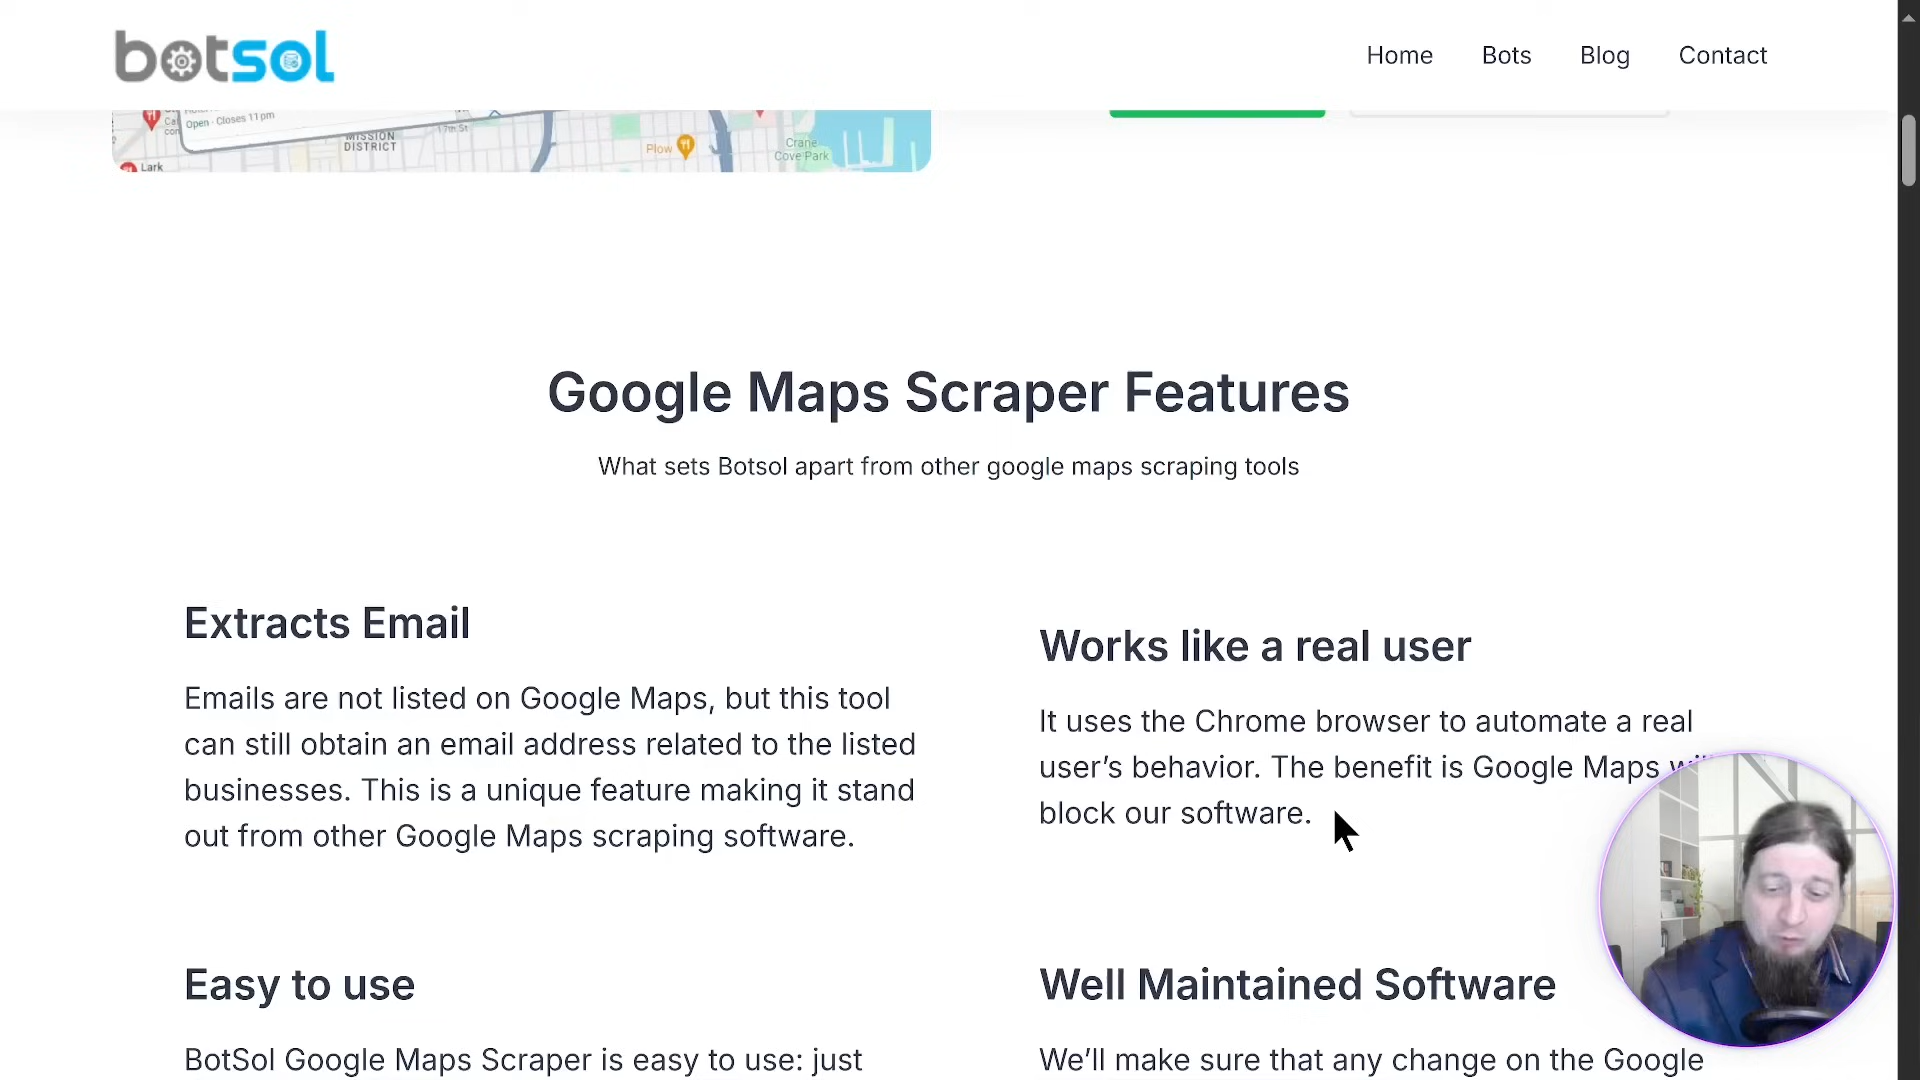 botsol
Home Bots Blog Contact
Open · Closes 11 pm
17th St
MISSION
DISTRICT
Plow
Crane
Cove Park
Lark
Google Maps Scraper Features
What sets Botsol apart from other google maps scraping tools
Extracts Email
Emails are not listed on Google Maps, but this tool
can still obtain an email address related to the listed
businesses. This is a unique feature making it stand
out from other Google Maps scraping software.
Works like a real user
It uses the Chrome browser to automate a real
user’s behavior. The benefit is Google Maps
block our software.
Easy to use
BotSol Google Maps Scraper is easy to use: just
Well Maintained Software
We’ll make sure that any change on the Google